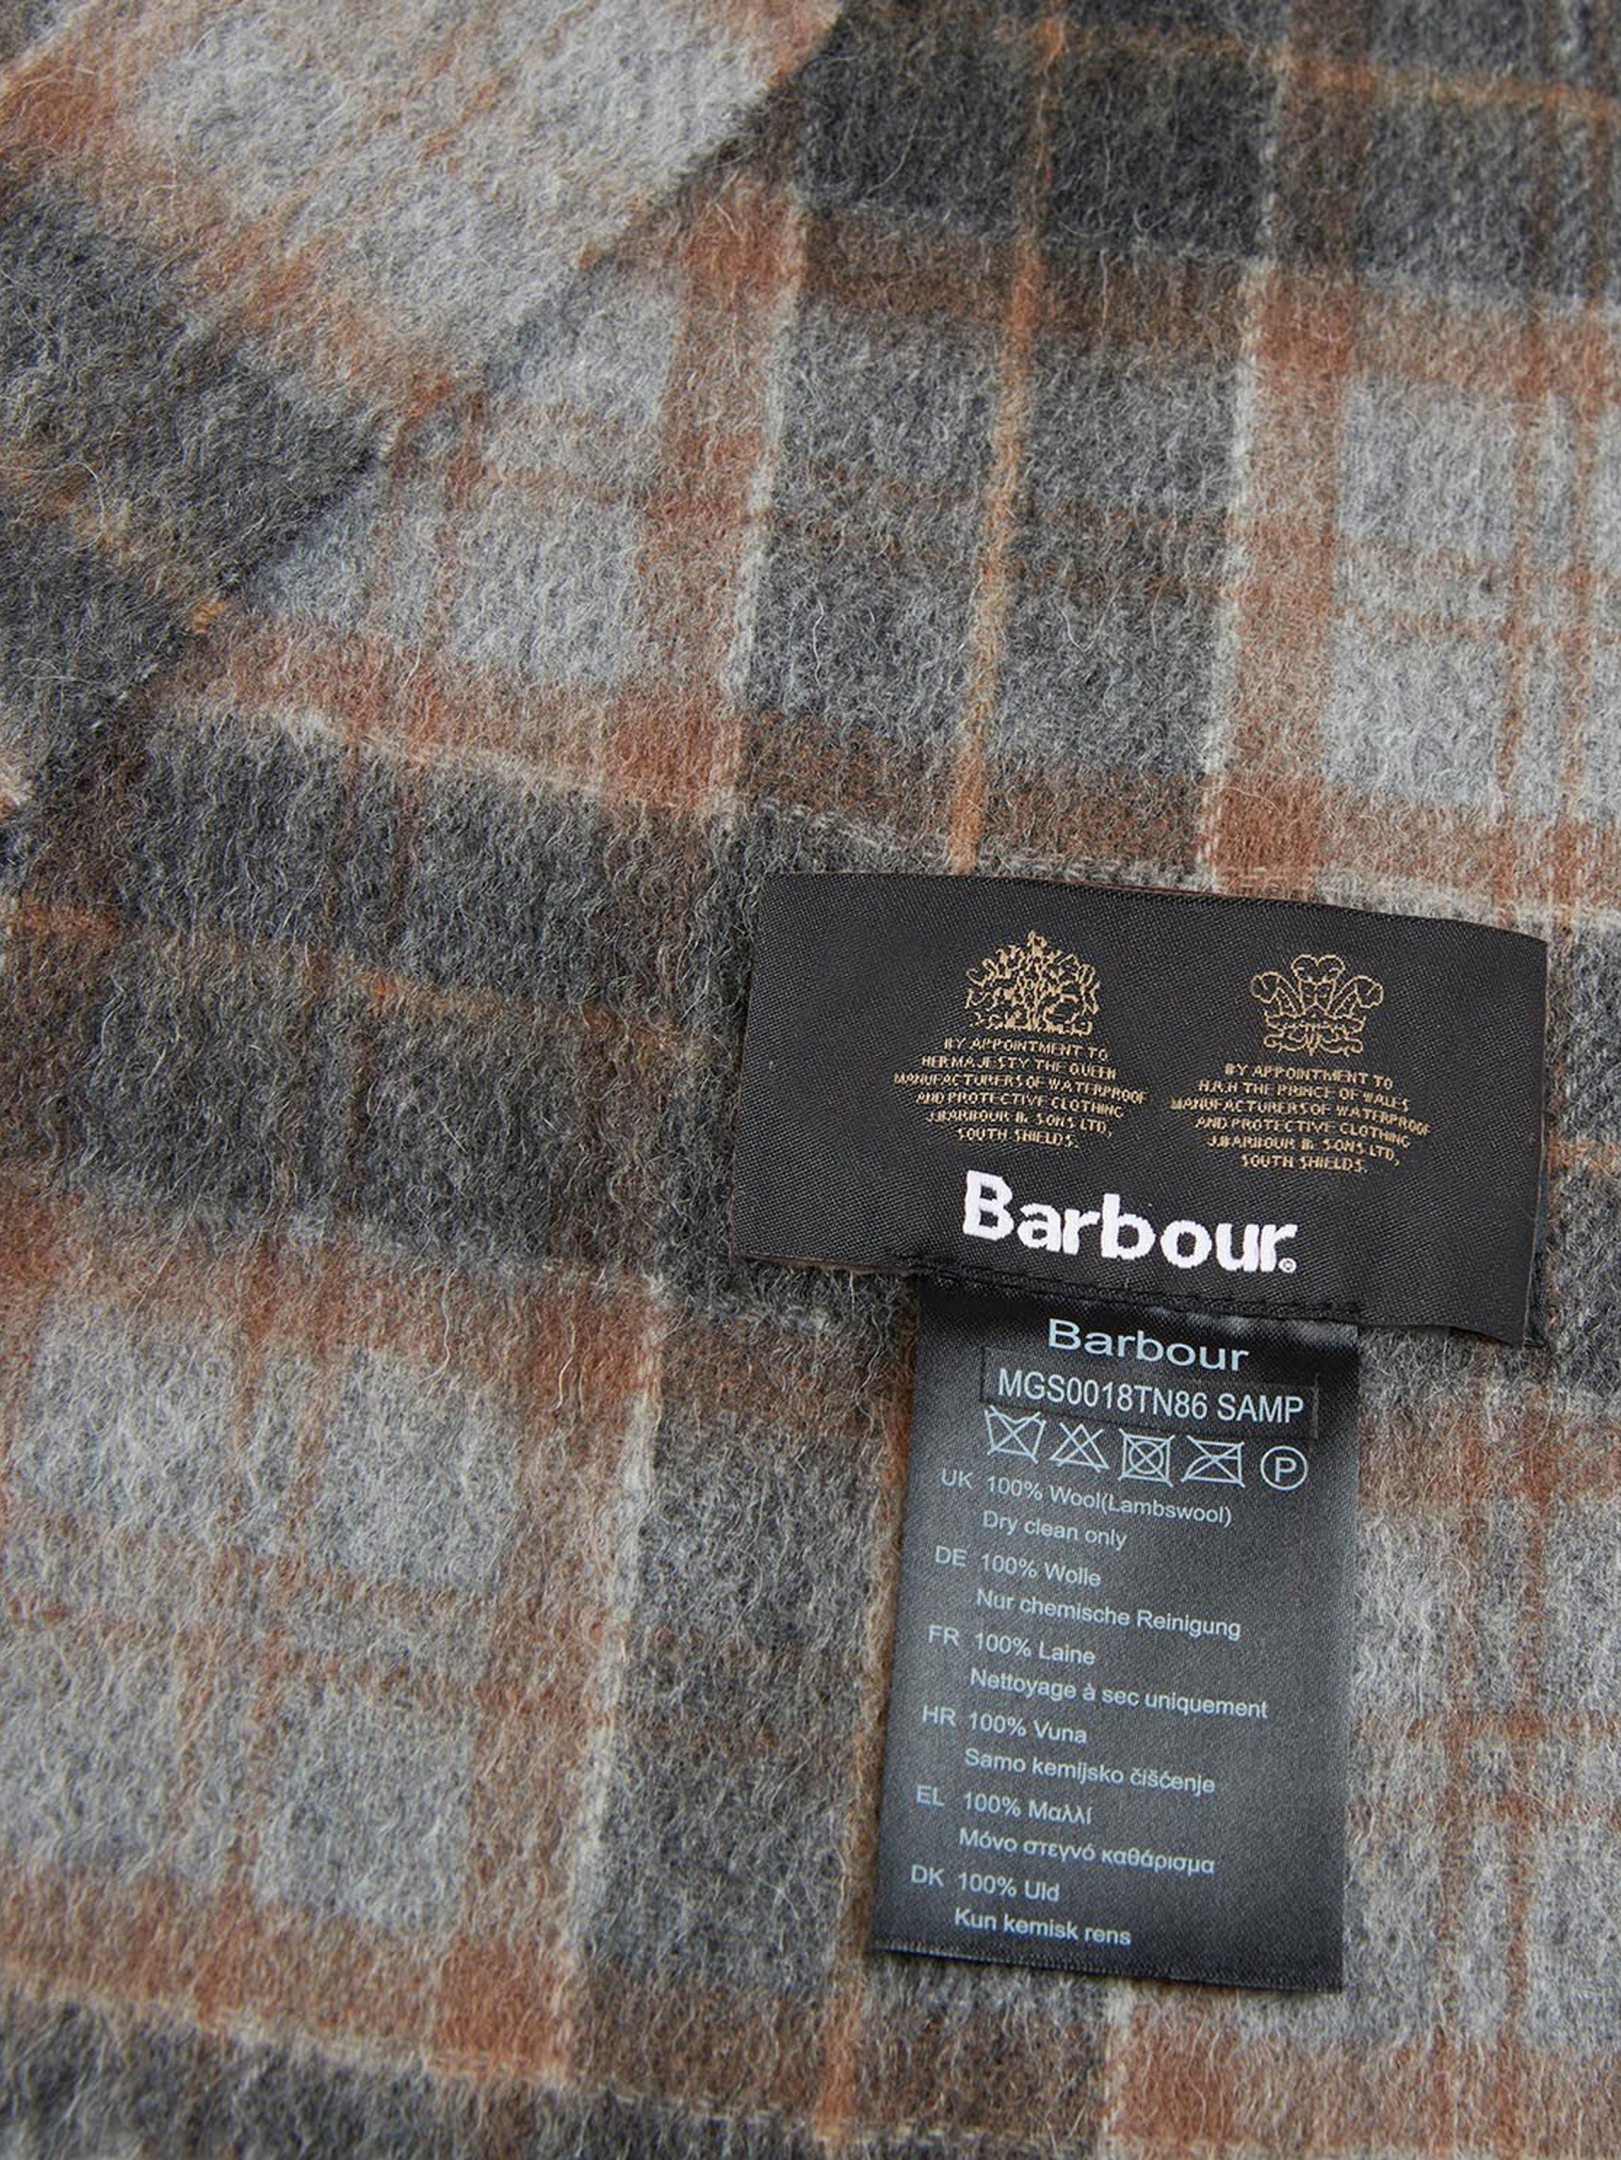 BY APPOINTMENT TO
HER MAJESTY THE QUEEN
MANUFACTURERS OF WATERPROOF
AND PROTECTIVE CLOTHING
J.BARBOUR & SONS LTD,
SOUTH SHIELDS.
BY APPOINTMENT TO
H.R.H THE PRINCE OF WALES
MANUFACTURERS OF WATERPROOF
AND PROTECTIVE CLOTHING
J.BARBOUR & SONS LTD,
SOUTH SHIELDS.
Barbour®
Barbour
MGS0018TN86 SAMP
P
UK 100% Wool(Lambswool)
Dry clean only
DE 100% Wolle
Nur chemische Reinigung
FR 100% Laine
Nettoyage à sec uniquement
HR 100% Vuna
Samo kemijsko čišćenje
EL 100% Μαλλί
Μόνο στεγνό καθάρισμα
DK 100% Uld
Kun kemisk rens